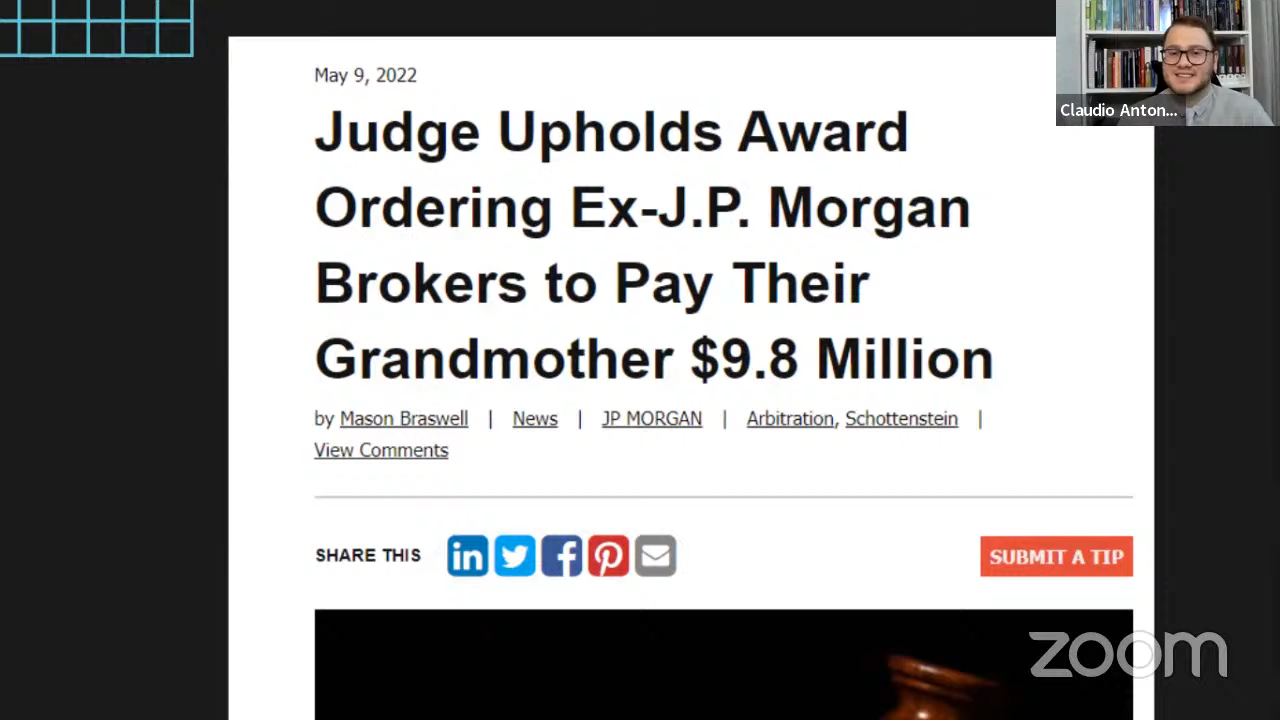 May 9, 2022
Judge Upholds Award
Ordering Ex-J.P. Morgan
Brokers to Pay Their
Grandmother $9.8 Million
by Mason Braswell | News | JP MORGAN | Arbitration, Schottenstein |
View Comments
SHARE THIS
in
SUBMIT A TIP
Claudio Anton...
zoom